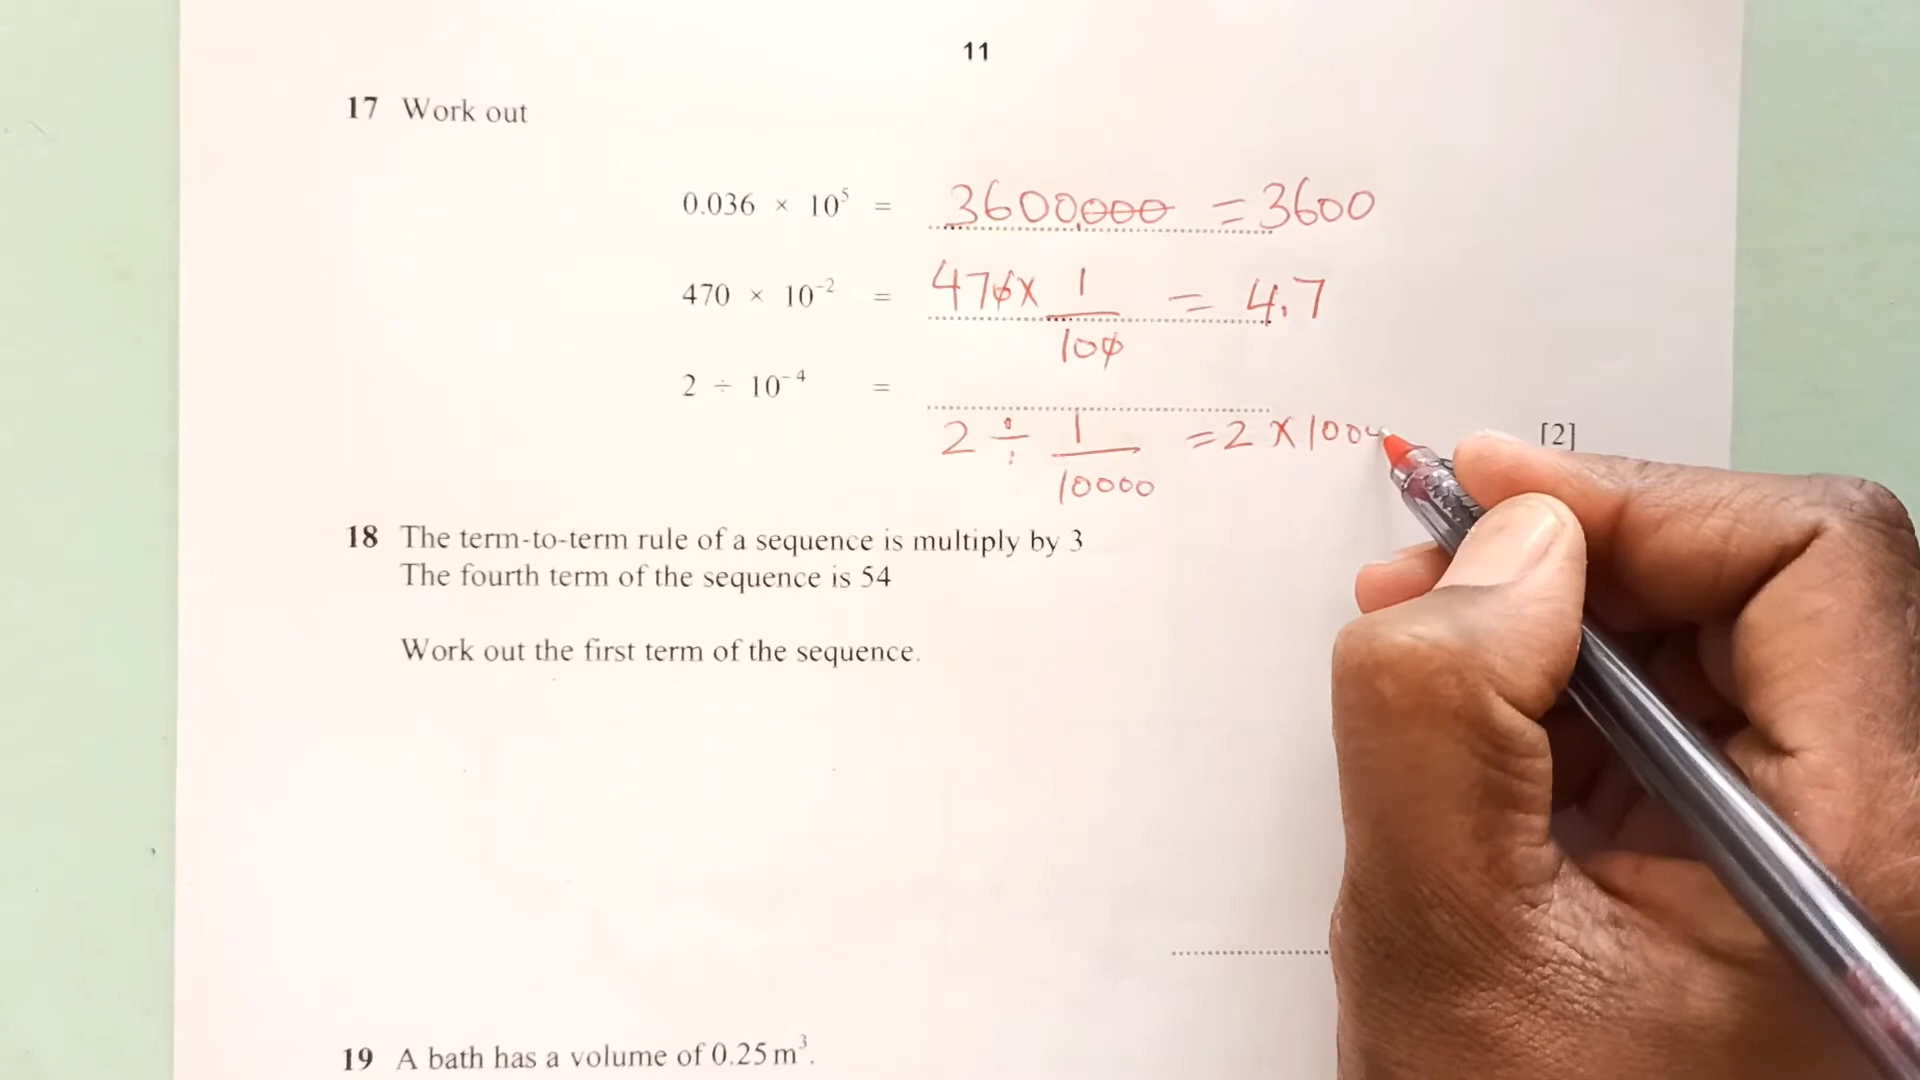 11
17 Work out
0.036 × 10⁵ = 3600,000 = 3600
470 × 10⁻² = 470 × 1/100 = 4.7
2 ÷ 10⁻⁴ =
2 ÷ 1/10000 = 2 × 100
[2]
18 The term-to-term rule of a sequence is multiply by 3
The fourth term of the sequence is 54
Work out the first term of the sequence.
19 A bath has a volume of 0.25 m³.